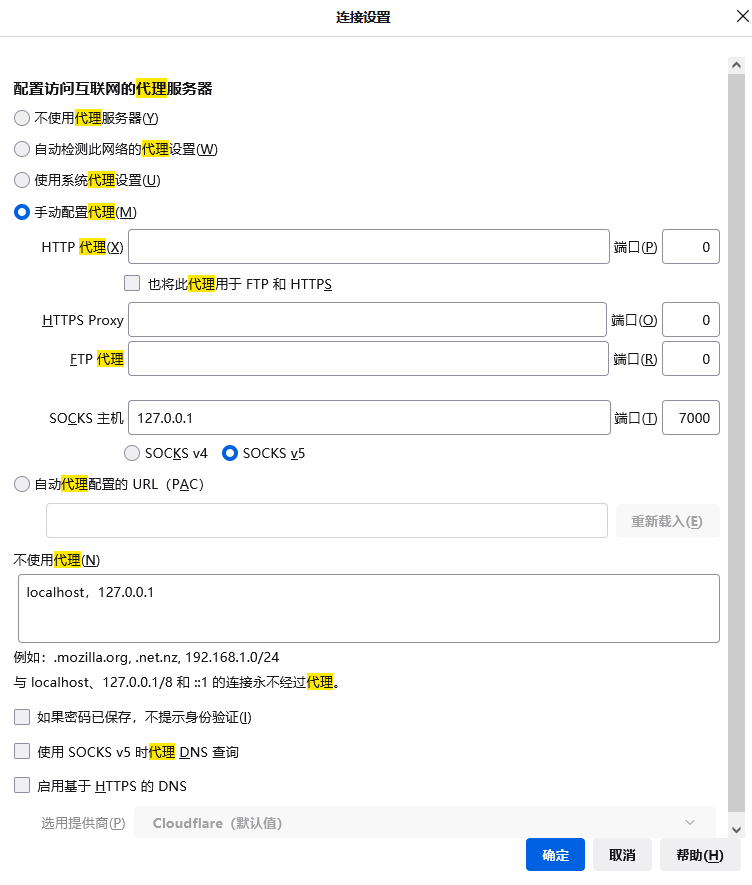 连接设置
配置访问互联网的代理服务器
不使用代理服务器(Y)
自动检测此网络的代理设置(W)
使用系统代理设置(U)
手动配置代理(M)
HTTP 代理(X) 端口(P) 0
也将此代理用于 FTP 和 HTTPS
HTTPS Proxy 端口(O) 0
FTP 代理 端口(R) 0
SOCKS 主机 127.0.0.1 端口(T) 7000
SOCKS v4 SOCKS v5
自动代理配置的 URL（PAC）
重新载入(E)
不使用代理(N)
localhost，127.0.0.1
例如：.mozilla.org, .net.nz, 192.168.1.0/24
与 localhost、127.0.0.1/8 和 ::1 的连接永不经过代理。
如果密码已保存，不提示身份验证(I)
使用 SOCKS v5 时代理 DNS 查询
启用基于 HTTPS 的 DNS
选用提供商(P) Cloudflare（默认值）
确定 取消 帮助(H)